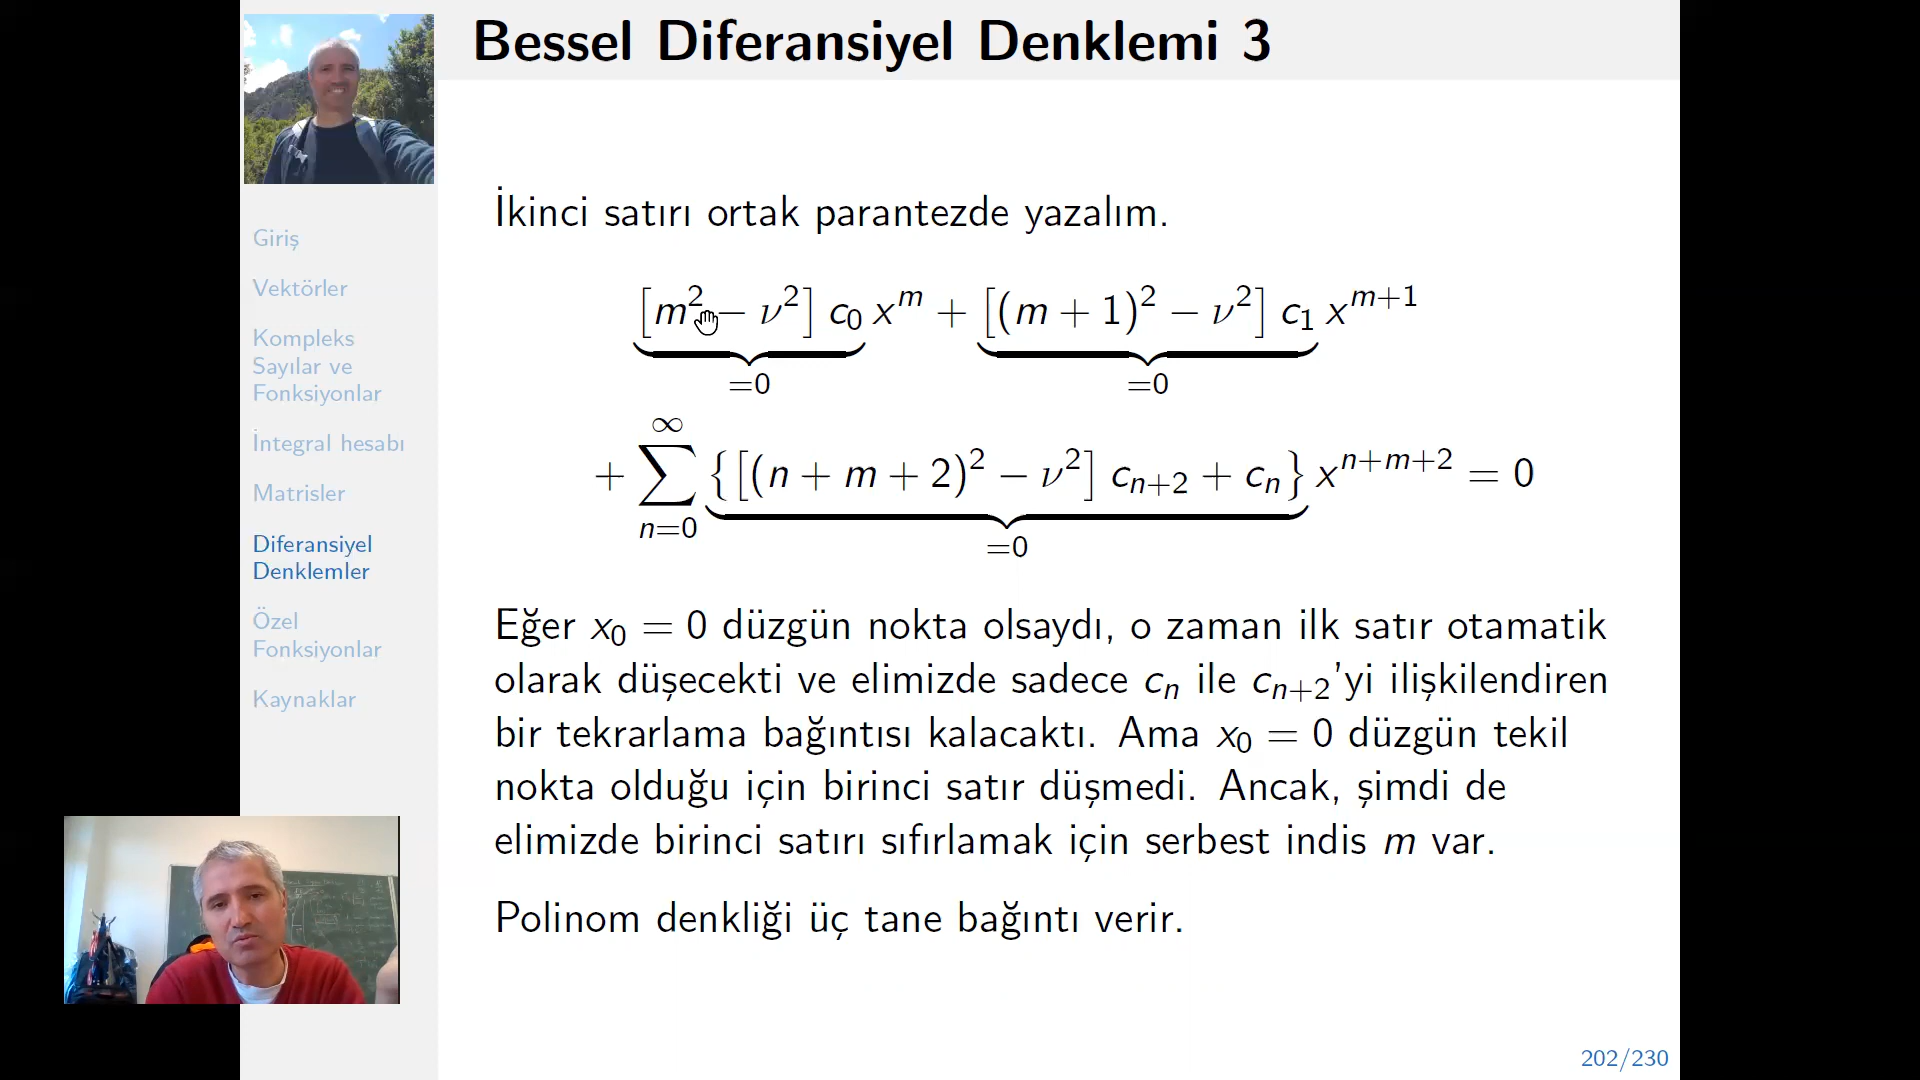 Bessel Diferansiyel Denklemi 3
Giriş
Vektörler
Kompleks
Sayılar ve
Fonksiyonlar
İntegral hesabı
Matrisler
Diferansiyel
Denklemler
Özel
Fonksiyonlar
Kaynaklar
İkinci satırı ortak parantezde yazalım.
[m² − ν²] c₀ xᵐ + [(m + 1)² − ν²] c₁ xᵐ⁺¹
=0 =0
+ ∑ₙ₌₀^∞ {[(n + m + 2)² − ν²] cₙ₊₂ + cₙ} xⁿ⁺ᵐ⁺² = 0
=0
Eğer x₀ = 0 düzgün nokta olsaydı, o zaman ilk satır otamatik
olarak düşecekti ve elimizde sadece cₙ ile cₙ₊₂'yi ilişkilendiren
bir tekrarlama bağıntısı kalacaktı. Ama x₀ = 0 düzgün tekil
nokta olduğu için birinci satır düşmedi. Ancak, şimdi de
elimizde birinci satırı sıfırlamak için serbest indis m var.
Polinom denkliği üç tane bağıntı verir.
202/230